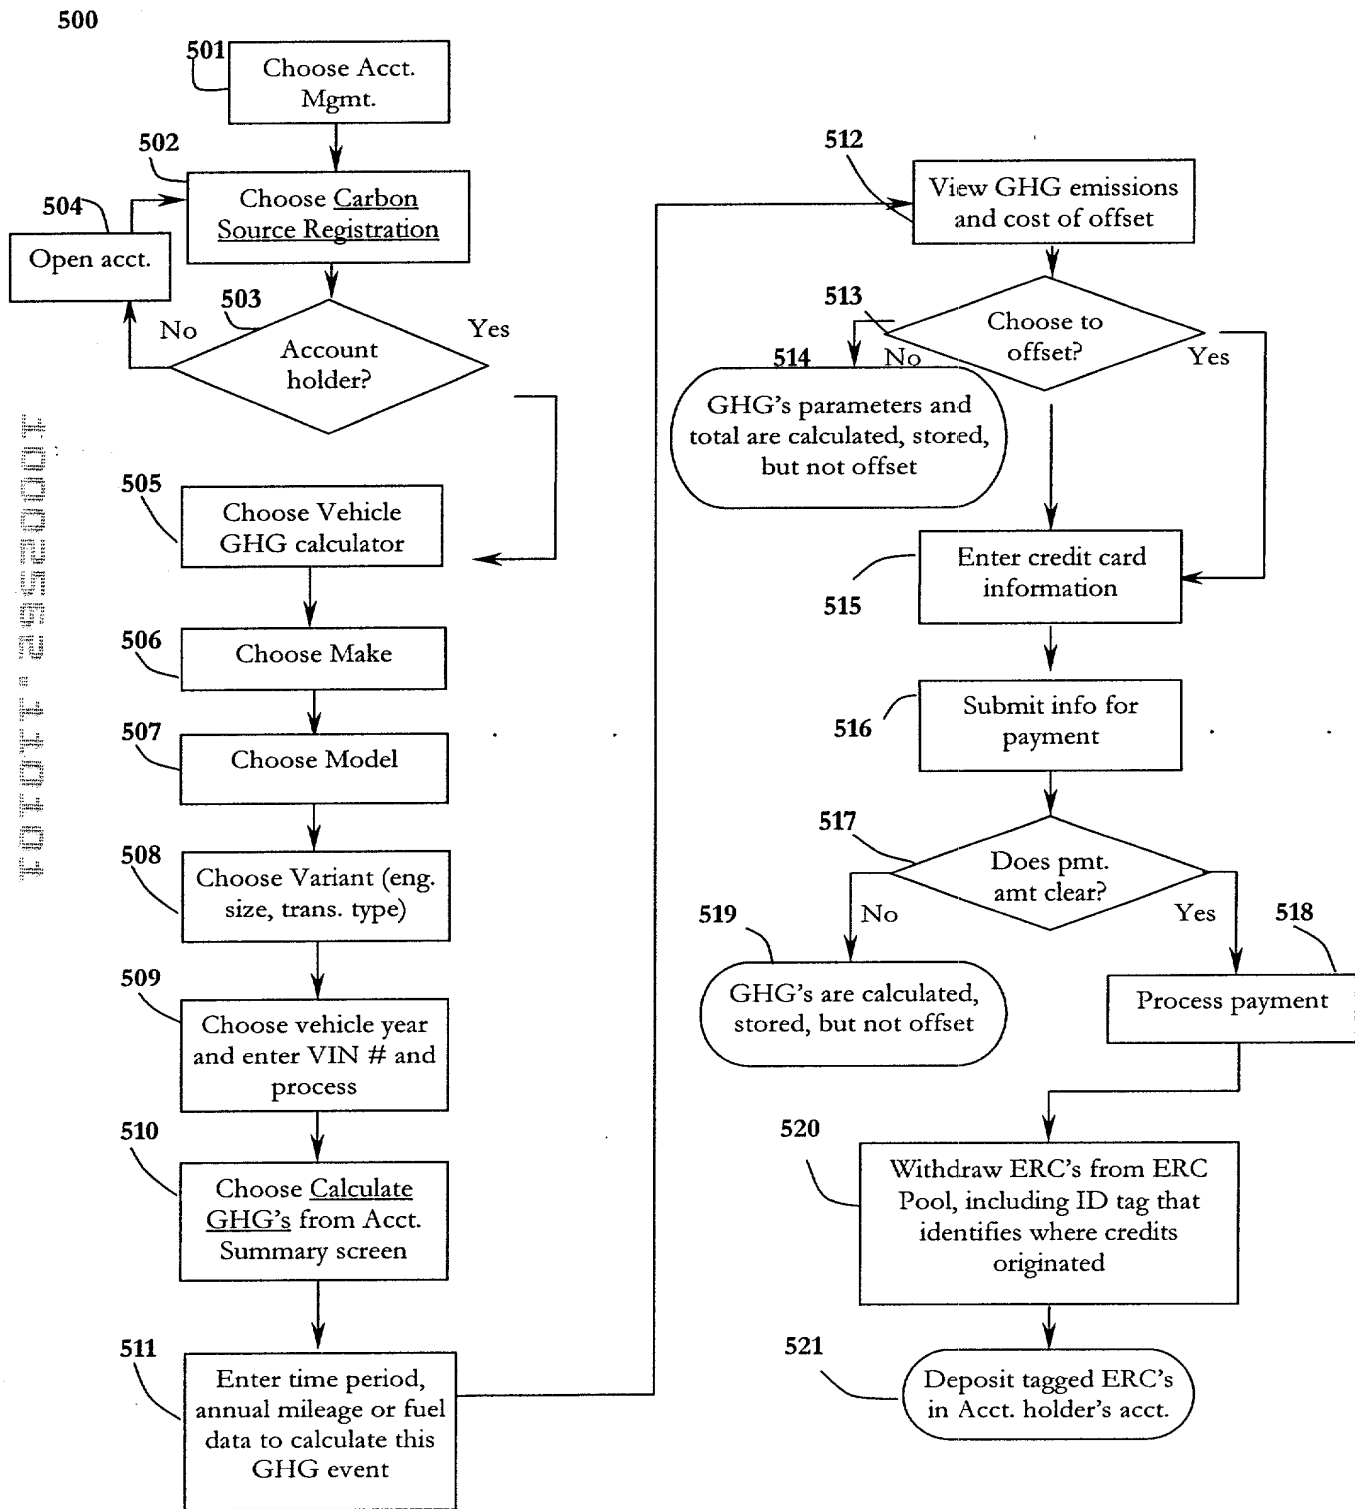 500
501
Choose Acct.
Mgmt.
502
Choose Carbon
Source Registration
504
Open acct.
503
No
Yes
Account
holder?
505
Choose Vehicle
GHG calculator
506
Choose Make
507
Choose Model
508
Choose Variant (eng.
size, trans. type)
509
Choose vehicle year
and enter VIN # and
process
510
Choose Calculate
GHG's from Acct.
Summary screen
511
Enter time period,
annual mileage or fuel
data to calculate this
GHG event
512
View GHG emissions
and cost of offset
513
Choose to
offset?
No
Yes
514
GHG's parameters and
total are calculated, stored,
but not offset
515
Enter credit card
information
516
Submit info for
payment
517
Does pmt.
amt clear?
No
Yes
519
GHG's are calculated,
stored, but not offset
518
Process payment
520
Withdraw ERC's from ERC
Pool, including ID tag that
identifies where credits
originated
521
Deposit tagged ERC's
in Acct. holder's acct.